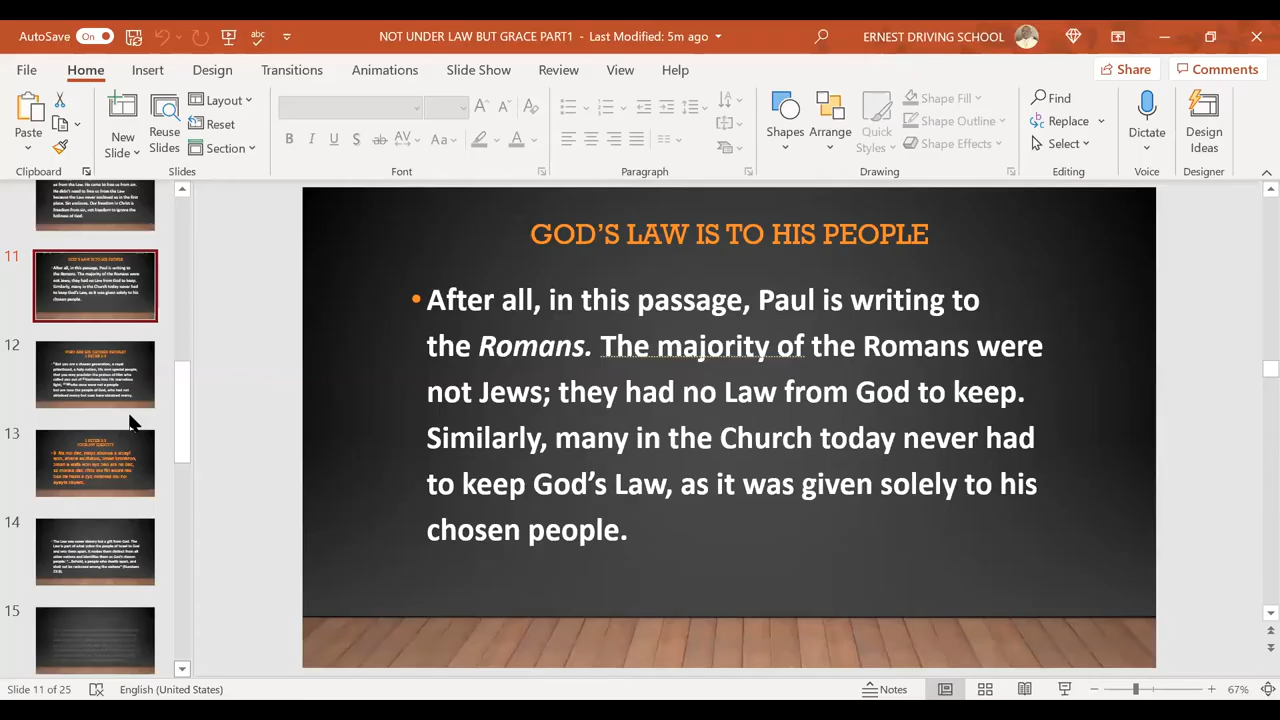 AutoSave On NOT UNDER LAW BUT GRACE PART1 - Last Modified: 5m ago ERNEST DRIVING SCHOOL
File Home Insert Design Transitions Animations Slide Show Review View Help Share Comments
Paste New Slide Reuse Slides Layout Reset Section
B I U S ab AV Aa A
Shapes Arrange Quick Styles Shape Fill Shape Outline Shape Effects
Find Replace Select Dictate Design Ideas
Clipboard Slides Font Paragraph Drawing Editing Voice Designer
11
12
13
14
15
GOD'S LAW IS TO HIS PEOPLE
• After all, in this passage, Paul is writing to
the Romans. The majority of the Romans were
not Jews; they had no Law from God to keep.
Similarly, many in the Church today never had
to keep God’s Law, as it was given solely to his
chosen people.
Slide 11 of 25 English (United States) Notes 67%